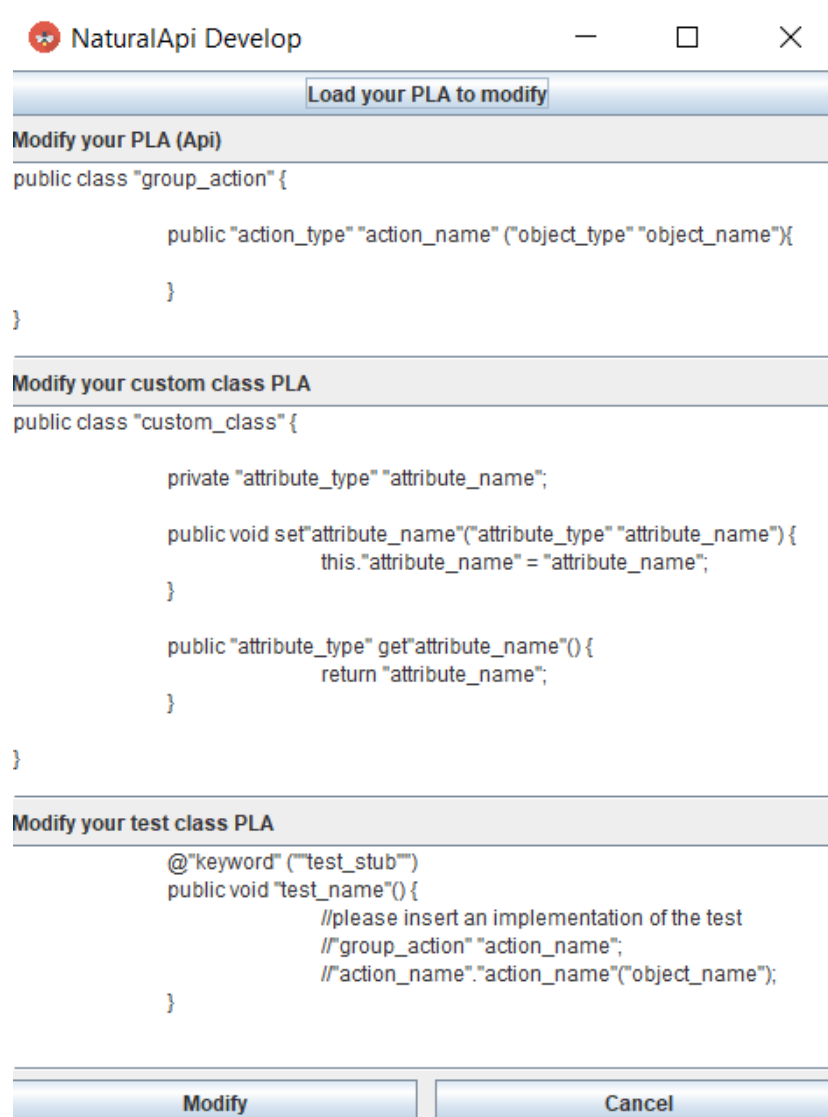 NaturalApi Develop
Load your PLA to modify
Modify your PLA (Api)
public class "group_action" {
public "action_type" "action_name" ("object_type" "object_name"){
}
}
Modify your custom class PLA
public class "custom_class" {
private "attribute_type" "attribute_name";
public void set"attribute_name"("attribute_type" "attribute_name") {
this."attribute_name" = "attribute_name";
}
public "attribute_type" get"attribute_name"() {
return "attribute_name";
}
}
Modify your test class PLA
@"keyword" (""test_stub"")
public void "test_name"() {
//please insert an implementation of the test
//"group_action" "action_name";
//"action_name"."action_name"("object_name");
}
Modify
Cancel